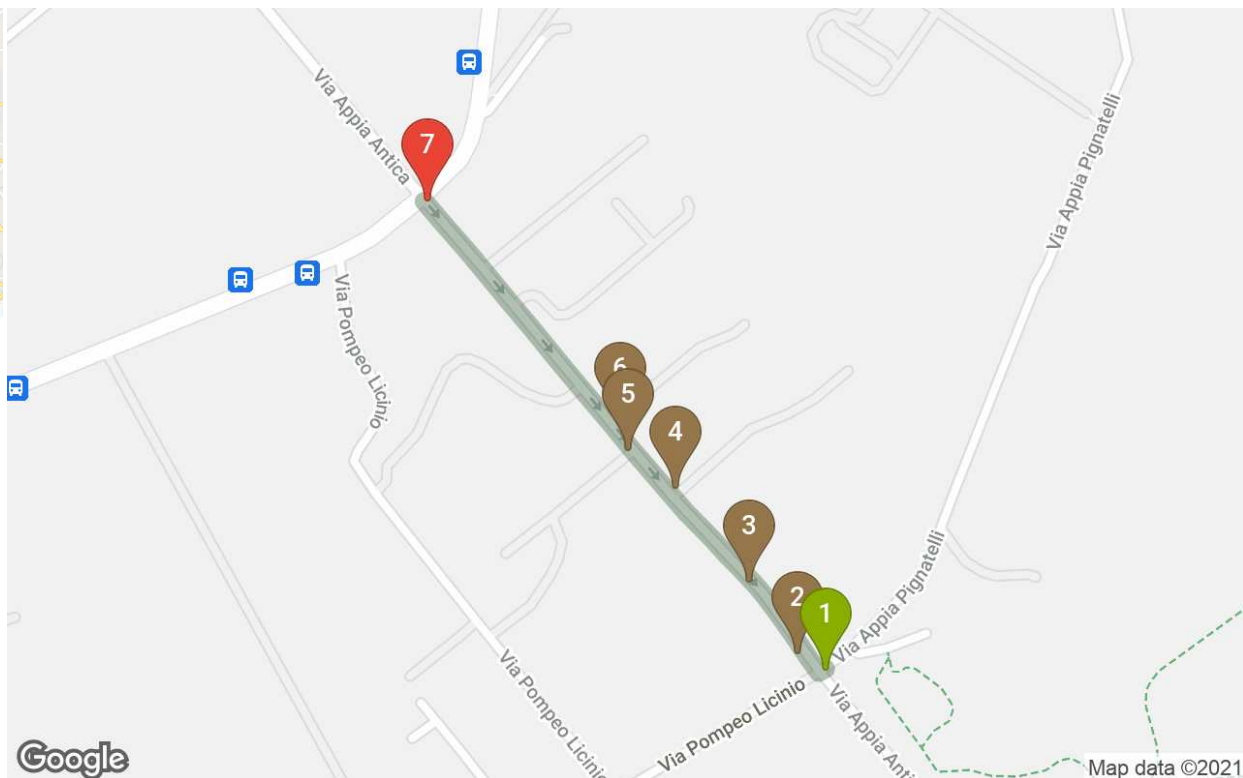 Via Appia Antica
7
Via Appia Pignatelli
Via Pompeo Licinio
6
5
4
3
2
1
Via Appia Pignatelli
Via Pompeo Licinio
Via Pompeo Licinio
Via Appia Anti
Google
Map data ©2021